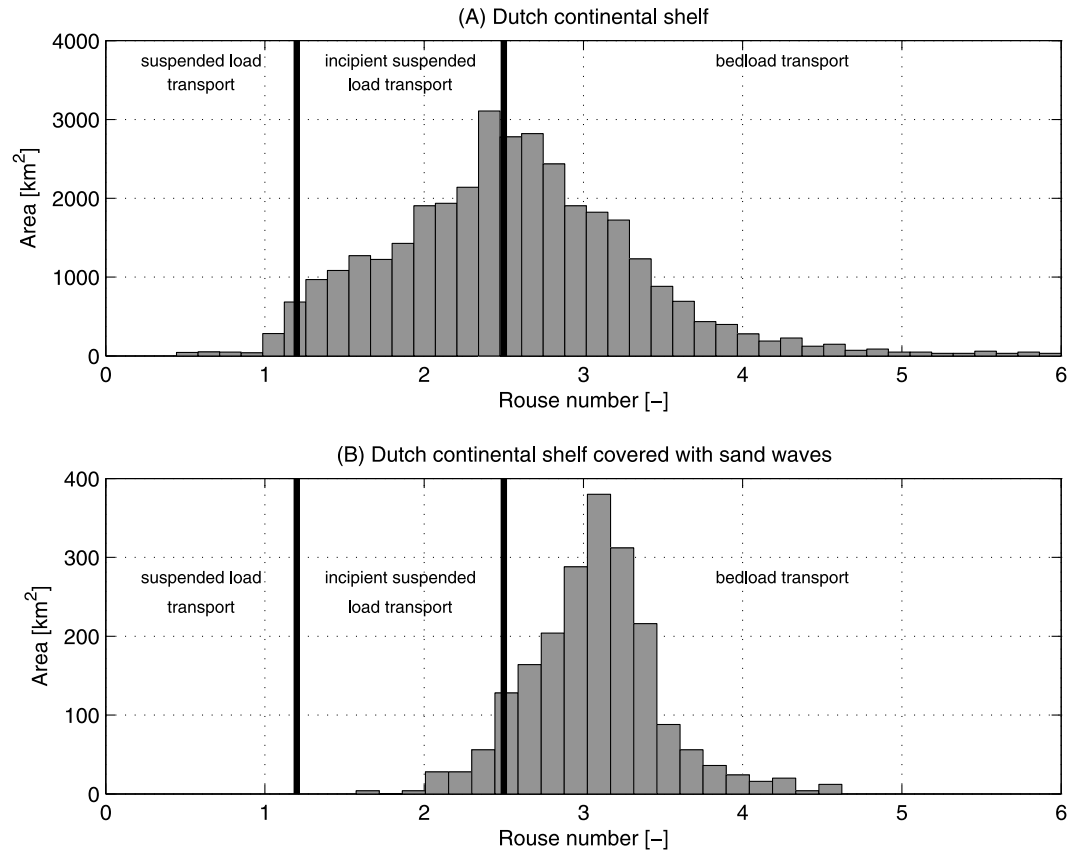 (A) Dutch continental shelf
4000
3000
2000
1000
0
Area [km²]
suspended load
transport
incipient suspended
load transport
bedload transport
0 1 2 3 4 5 6
Rouse number [–]
(B) Dutch continental shelf covered with sand waves
400
300
200
100
0
Area [km²]
suspended load
transport
incipient suspended
load transport
bedload transport
0 1 2 3 4 5 6
Rouse number [–]